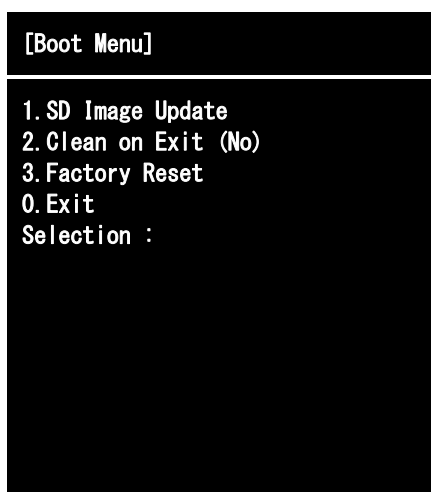 [Boot Menu]
1.SD Image Update
2.Clean on Exit (No)
3.Factory Reset
0.Exit
Selection :